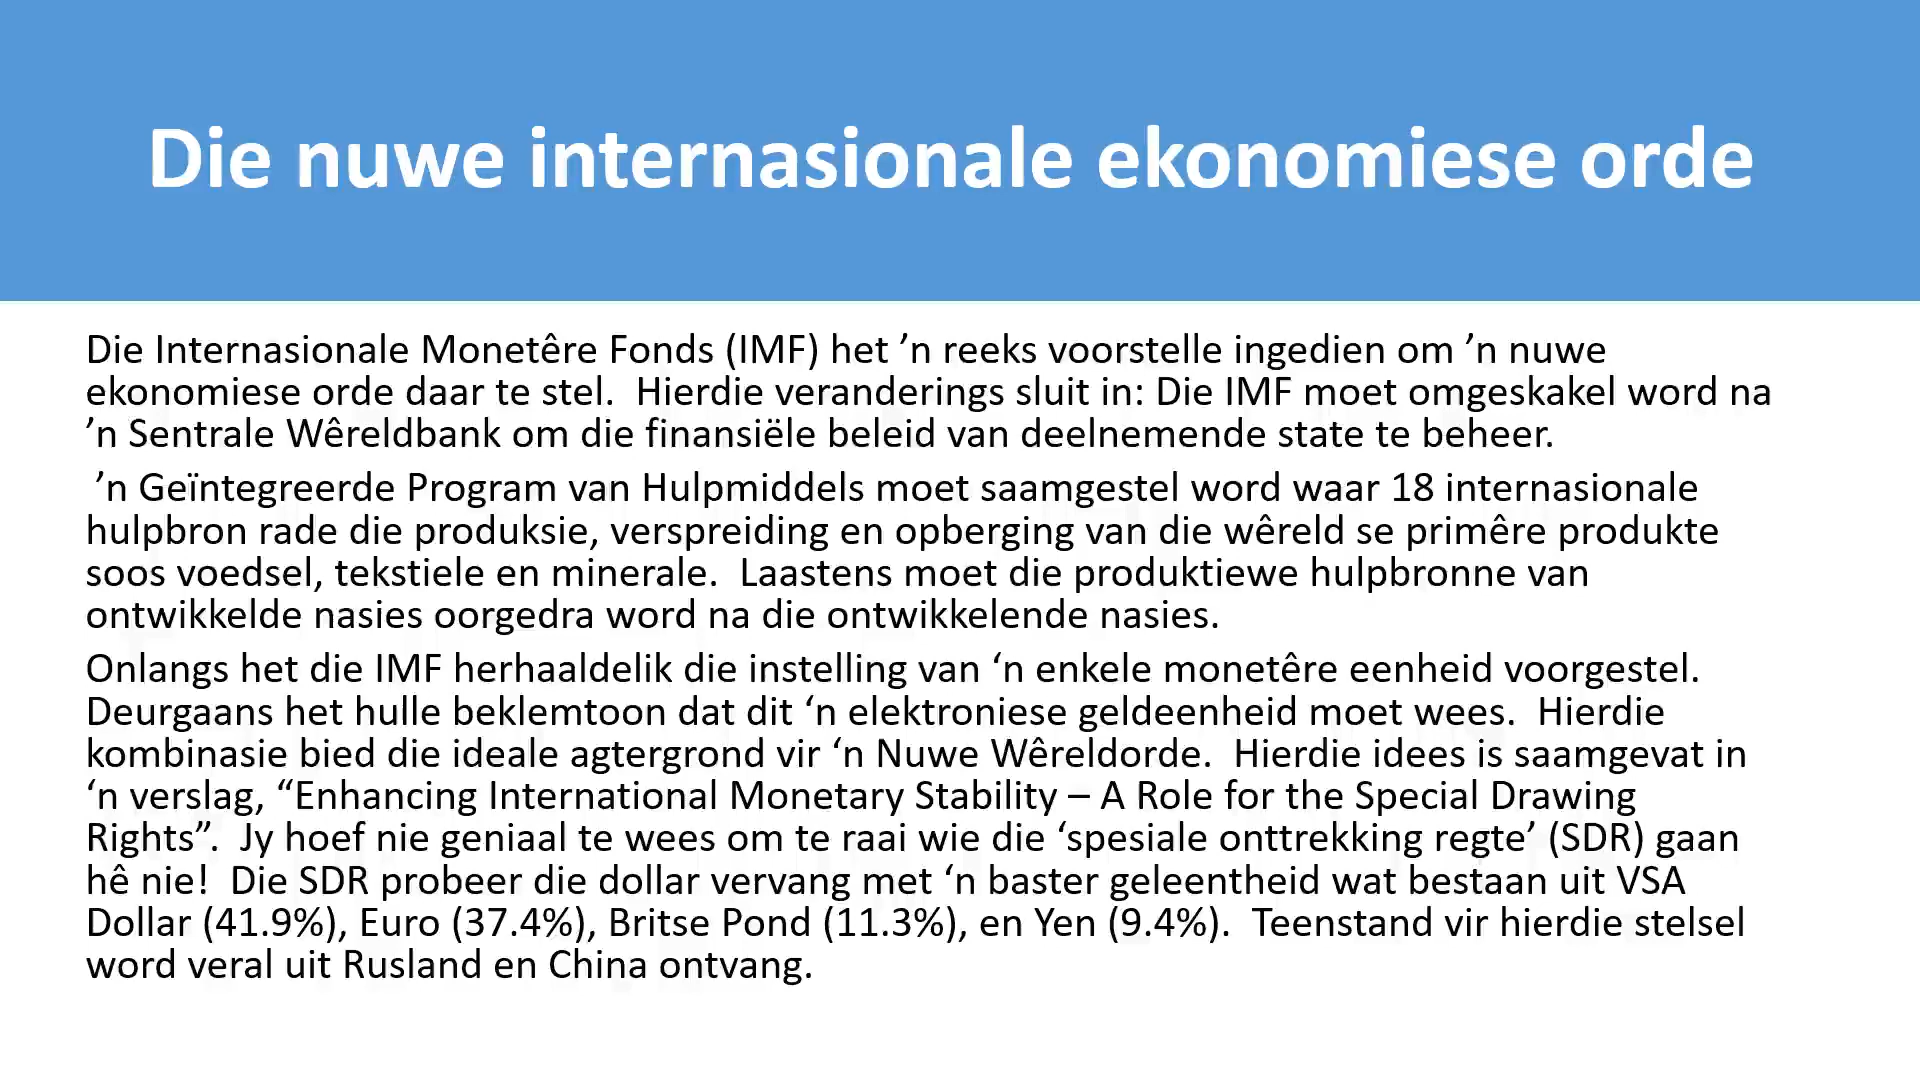 Die nuwe internasionale ekonomiese orde
Die Internasionale Monetêre Fonds (IMF) het ’n reeks voorstelle ingedien om ’n nuwe
ekonomiese orde daar te stel.  Hierdie veranderings sluit in: Die IMF moet omgeskakel word na
’n Sentrale Wêreldbank om die finansiële beleid van deelnemende state te beheer.
’n Geïntegreerde Program van Hulpmiddels moet saamgestel word waar 18 internasionale
hulpbron rade die produksie, verspreiding en opberging van die wêreld se primêre produkte
soos voedsel, tekstiele en minerale.  Laastens moet die produktiewe hulpbronne van
ontwikkelde nasies oorgedra word na die ontwikkelende nasies.
Onlangs het die IMF herhaaldelik die instelling van ‘n enkele monetêre eenheid voorgestel.
Deurgaans het hulle beklemtoon dat dit ‘n elektroniese geldeenheid moet wees.  Hierdie
kombinasie bied die ideale agtergrond vir ‘n Nuwe Wêreldorde.  Hierdie idees is saamgevat in
‘n verslag, “Enhancing International Monetary Stability – A Role for the Special Drawing
Rights”.  Jy hoef nie geniaal te wees om te raai wie die ‘spesiale onttrekking regte’ (SDR) gaan
hê nie!  Die SDR probeer die dollar vervang met ‘n baster geleentheid wat bestaan uit VSA
Dollar (41.9%), Euro (37.4%), Britse Pond (11.3%), en Yen (9.4%).  Teenstand vir hierdie stelsel
word veral uit Rusland en China ontvang.